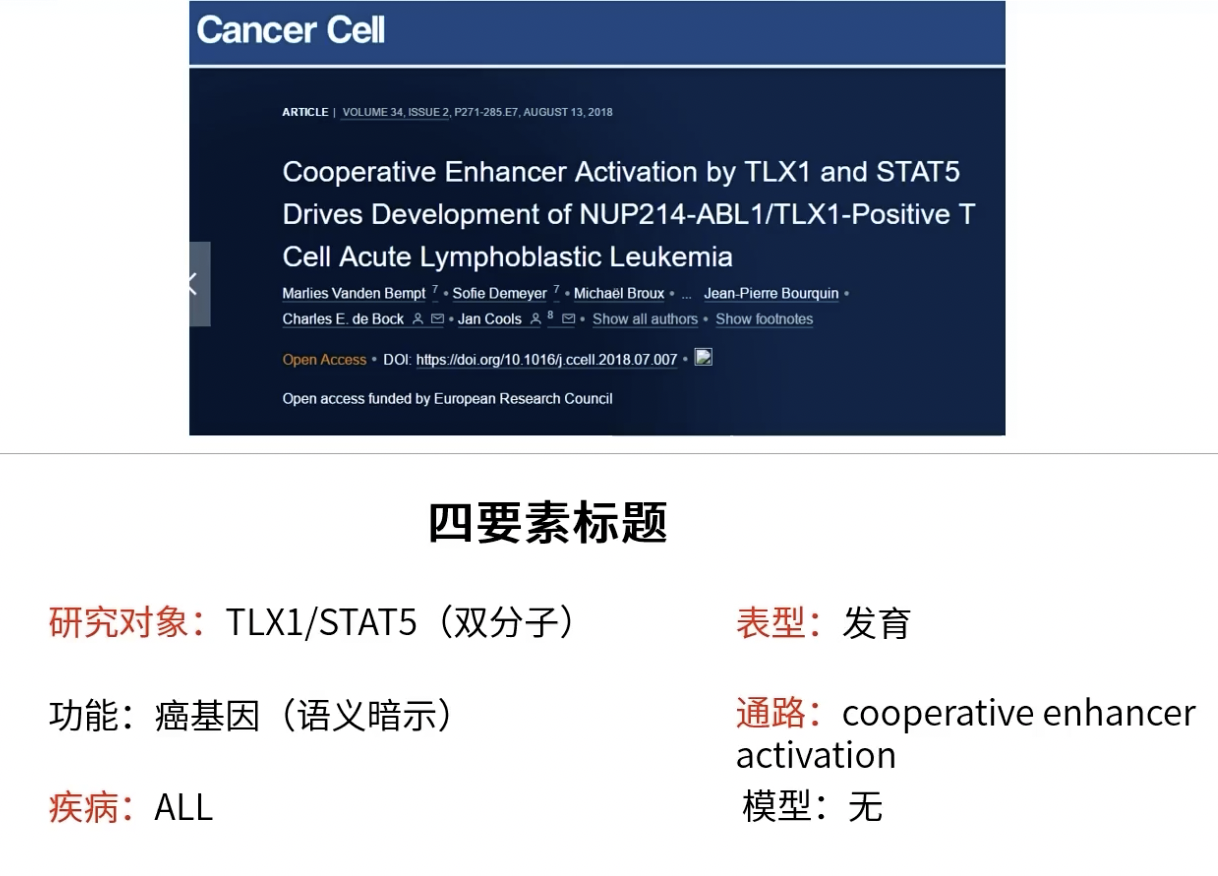 Cancer Cell
ARTICLE | VOLUME 34, ISSUE 2, P271-285.E7, AUGUST 13, 2018
Cooperative Enhancer Activation by TLX1 and STAT5
Drives Development of NUP214-ABL1/TLX1-Positive T
Cell Acute Lymphoblastic Leukemia
Marlies Vanden Bempt 7 • Sofie Demeyer 7 • Michaël Broux • ... Jean-Pierre Bourquin •
Charles E. de Bock • Jan Cools 8 • Show all authors • Show footnotes
Open Access • DOI: https://doi.org/10.1016/j.ccell.2018.07.007 •
Open access funded by European Research Council
四要素标题
研究对象：TLX1/STAT5（双分子）
表型：发育
功能：癌基因（语义暗示）
通路：cooperative enhancer
activation
疾病：ALL
模型：无